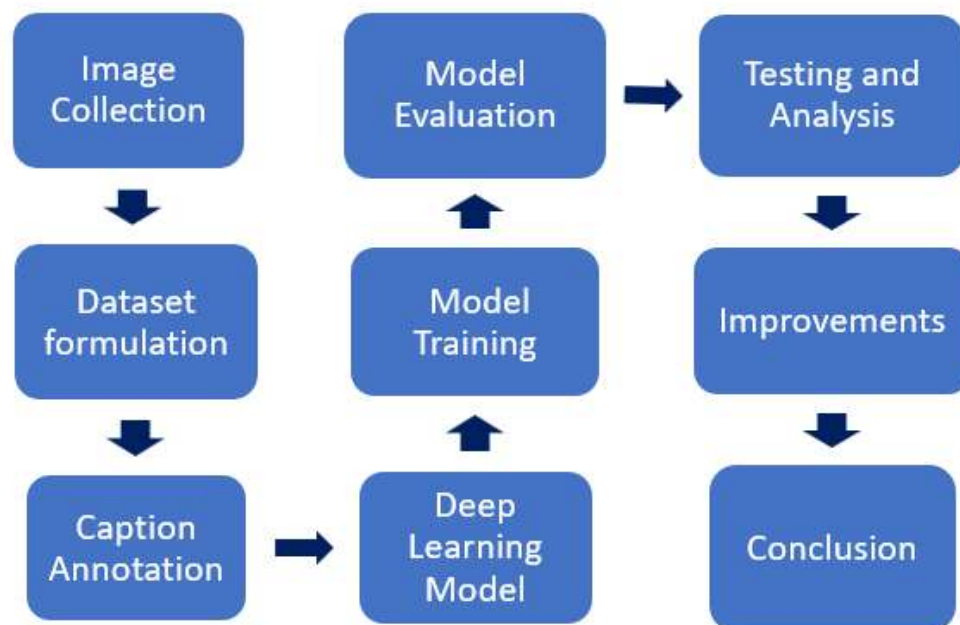 Image
Collection
Dataset
formulation
Caption
Annotation
Deep
Learning
Model
Model
Training
Model
Evaluation
Testing and
Analysis
Improvements
Conclusion